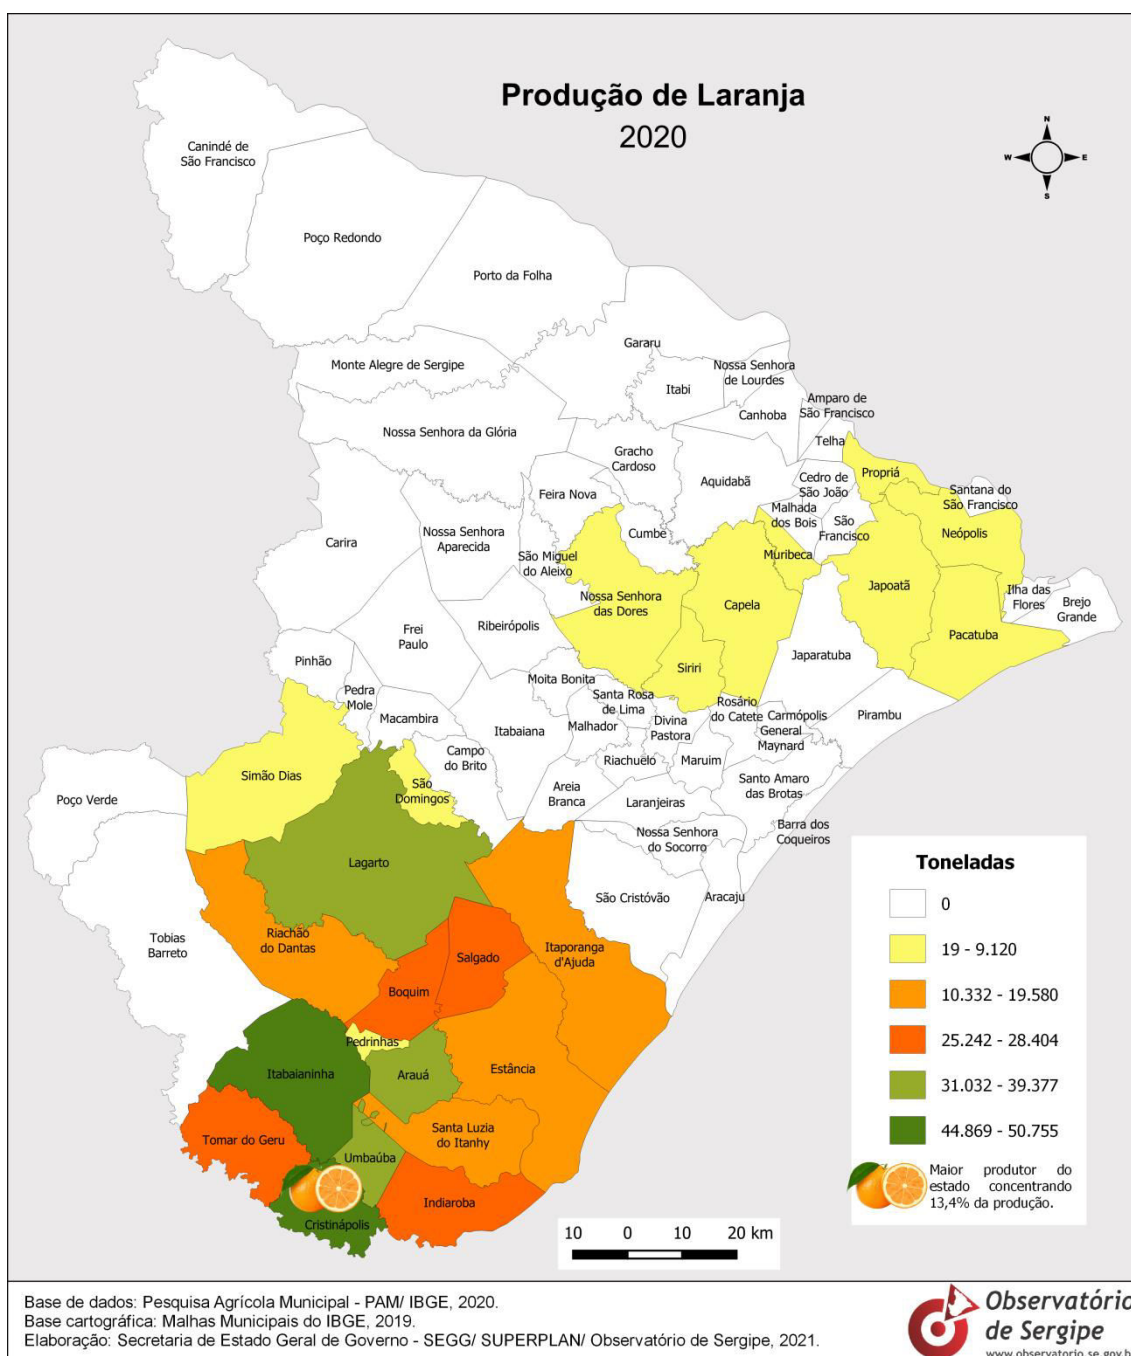 Produção de Laranja
2020
N
W
E
S
Canindé de
São Francisco
Poço Redondo
Porto da Folha
Gararu
Monte Alegre de Sergipe
Nossa Senhora
de Lourdes
Itabi
Amparo de
São Francisco
Canhoba
Nossa Senhora da Glória
Telha
Gracho
Cardoso
Propriá
Aquidabã
Cedro de
São João
Santana do
São Francisco
Feira Nova
Malhada
dos Bois
São
Francisco
Neópolis
Nossa Senhora
Aparecida
Cumbe
Carira
São Miguel
do Aleixo
Muribeca
Japoatã
Ilha das
Flores
Brejo
Grande
Nossa Senhora
das Dores
Capela
Ribeirópolis
Frei
Paulo
Pacatuba
Japaratuba
Pinhão
Siriri
Moita Bonita
Pedra
Mole
Santa Rosa
de Lima
Rosário
do Catete
Macambira
Itabaiana
Malhador
Divina
Pastora
Carmópolis
Pirambu
General
Maynard
Campo
do Brito
Riachuelo
Maruim
Simão Dias
São
Domingos
Areia
Branca
Santo Amaro
das Brotas
Poço Verde
Laranjeiras
Barra dos
Coqueiros
Nossa Senhora
do Socorro
Lagarto
São Cristóvão
Aracaju
Tobias
Barreto
Riachão
do Dantas
Itaporanga
d'Ajuda
Salgado
Boquim
Pedrinhas
Itabaianinha
Arauá
Estância
Santa Luzia
do Itanhy
Tomar do Geru
Umbaúba
Indiaroba
Cristinápolis
Toneladas
0
19 - 9.120
10.332 - 19.580
25.242 - 28.404
31.032 - 39.377
44.869 - 50.755
Maior produtor do
estado concentrando
13,4% da produção.
10 0 10 20 km
Base de dados: Pesquisa Agrícola Municipal - PAM/ IBGE, 2020.
Base cartográfica: Malhas Municipais do IBGE, 2019.
Elaboração: Secretaria de Estado Geral de Governo - SEGG/ SUPERPLAN/ Observatório de Sergipe, 2021.
Observatório
de Sergipe
www.observatorio.se.gov.b